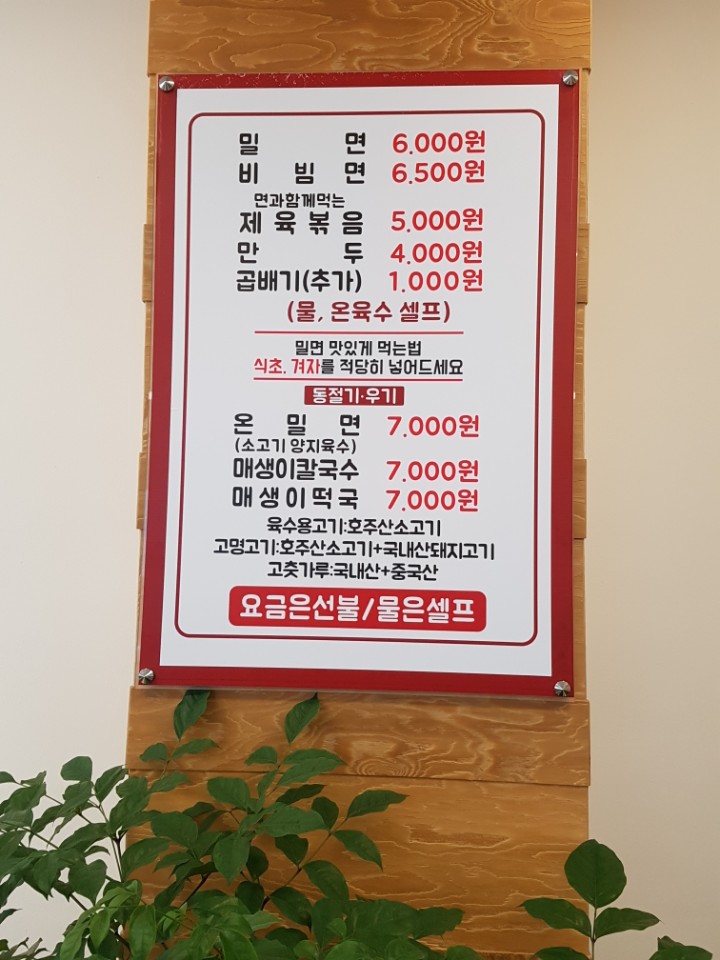 밀 면 6.000원
비 빔 면 6.500원
면과함께먹는
제 육 볶 음 5.000원
만 두 4.000원
곱배기(추가) 1.000원
(물, 온육수 셀프)
밀면 맛있게 먹는법
식초, 겨자를 적당히 넣어드세요
동절기·우기
온 밀 면 7.000원
(소고기 양지육수)
매생이칼국수 7.000원
매 생 이 떡 국 7.000원
육수용고기:호주산소고기
고명고기:호주산소고기+국내산돼지고기
고춧가루:국내산+중국산
요금은선불/물은셀프